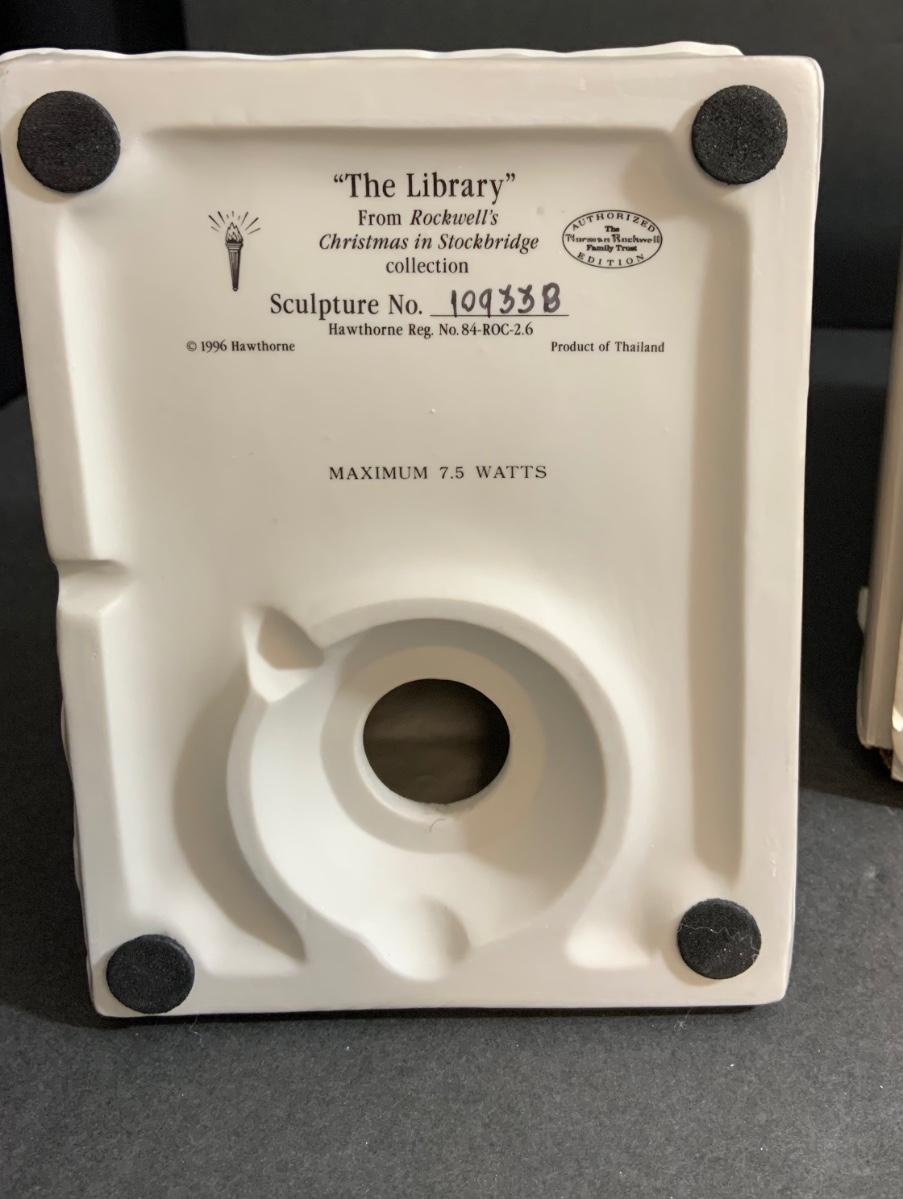 “The Library”
From Rockwell's
Christmas in Stockbridge
collection
AUTHORIZED
The
Norman Rockwell
Family Trust
EDITION
Sculpture No. 109338
Hawthorne Reg. No. 84-ROC-2.6
© 1996 Hawthorne
Product of Thailand
MAXIMUM 7.5 WATTS